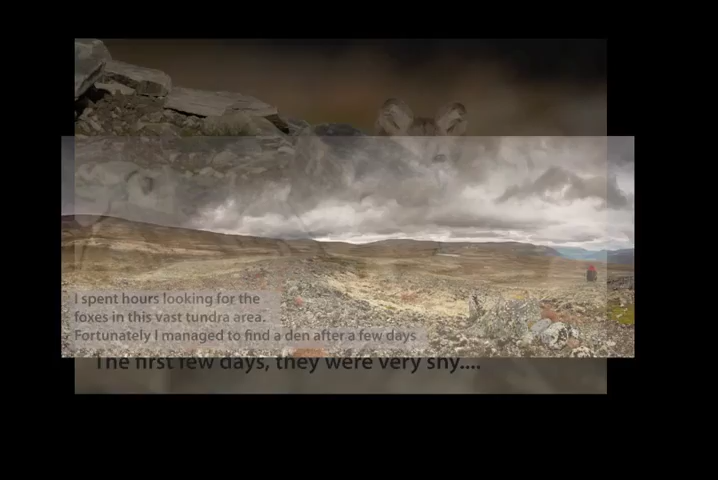 I spent hours looking for the
foxes in this vast tundra area.
Fortunately I managed to find a den after a few days
The first few days, they were very shy....